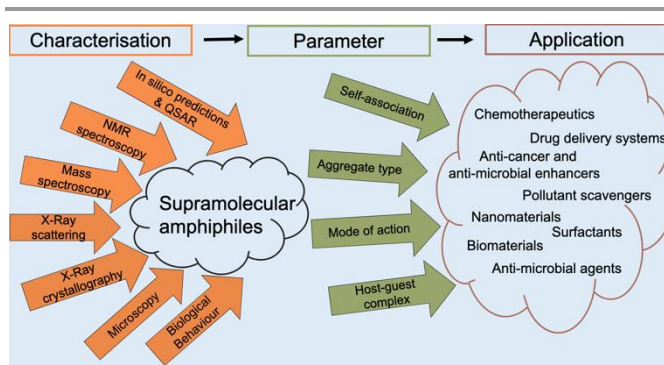 Characterisation
Parameter
Application
In silico predictions
& QSAR
NMR
spectroscopy
Mass
spectroscopy
X-Ray
scattering
X-Ray
crystallography
Microscopy
Biological
Behaviour
Supramolecular
amphiphiles
Self-association
Aggregate type
Mode of action
Host-guest
complex
Chemotherapeutics
Drug delivery systems
Anti-cancer and
anti-microbial enhancers
Pollutant scavengers
Nanomaterials
Surfactants
Biomaterials
Anti-microbial agents